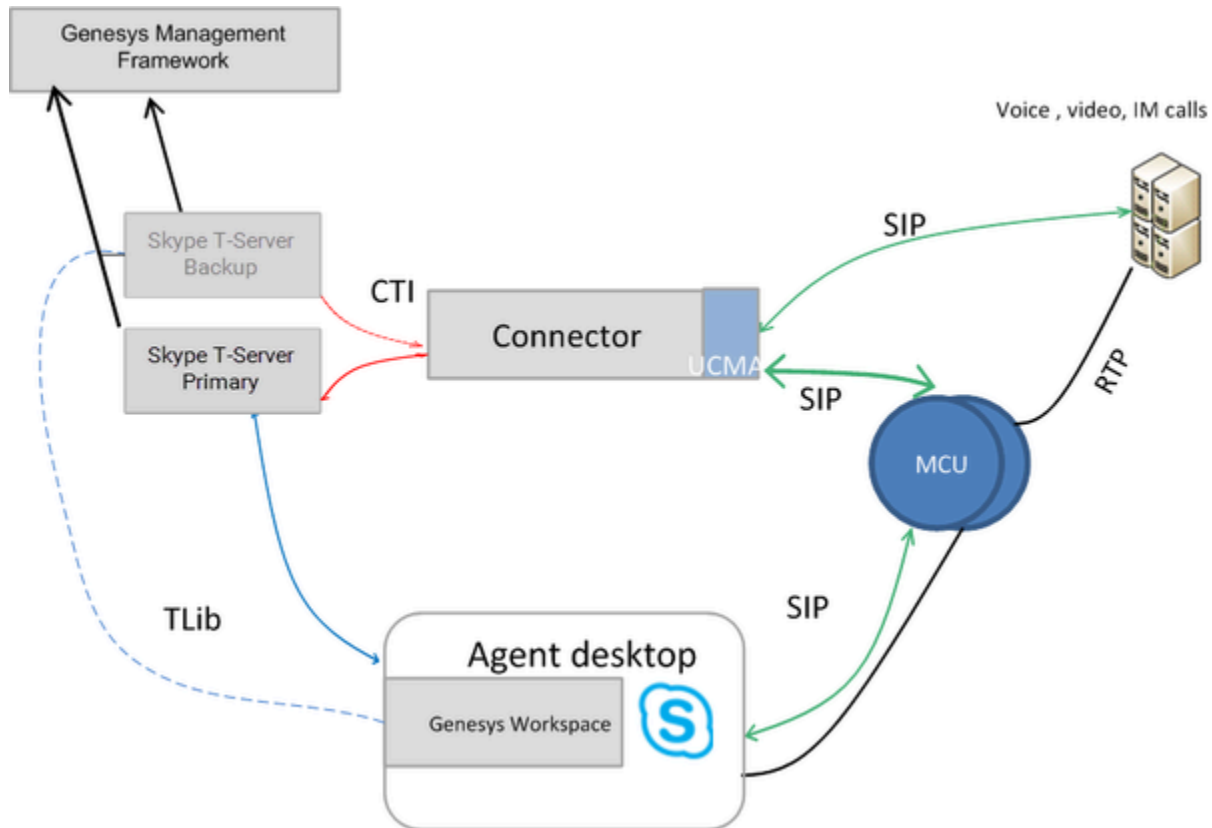 Genesys Management
Framework
Voice , video, IM calls
Skype T-Server
Backup
SIP
CTI
Connector
UCMA
Skype T-Server
Primary
SIP
RTP
MCU
TLib
SIP
Agent desktop
Genesys Workspace
S